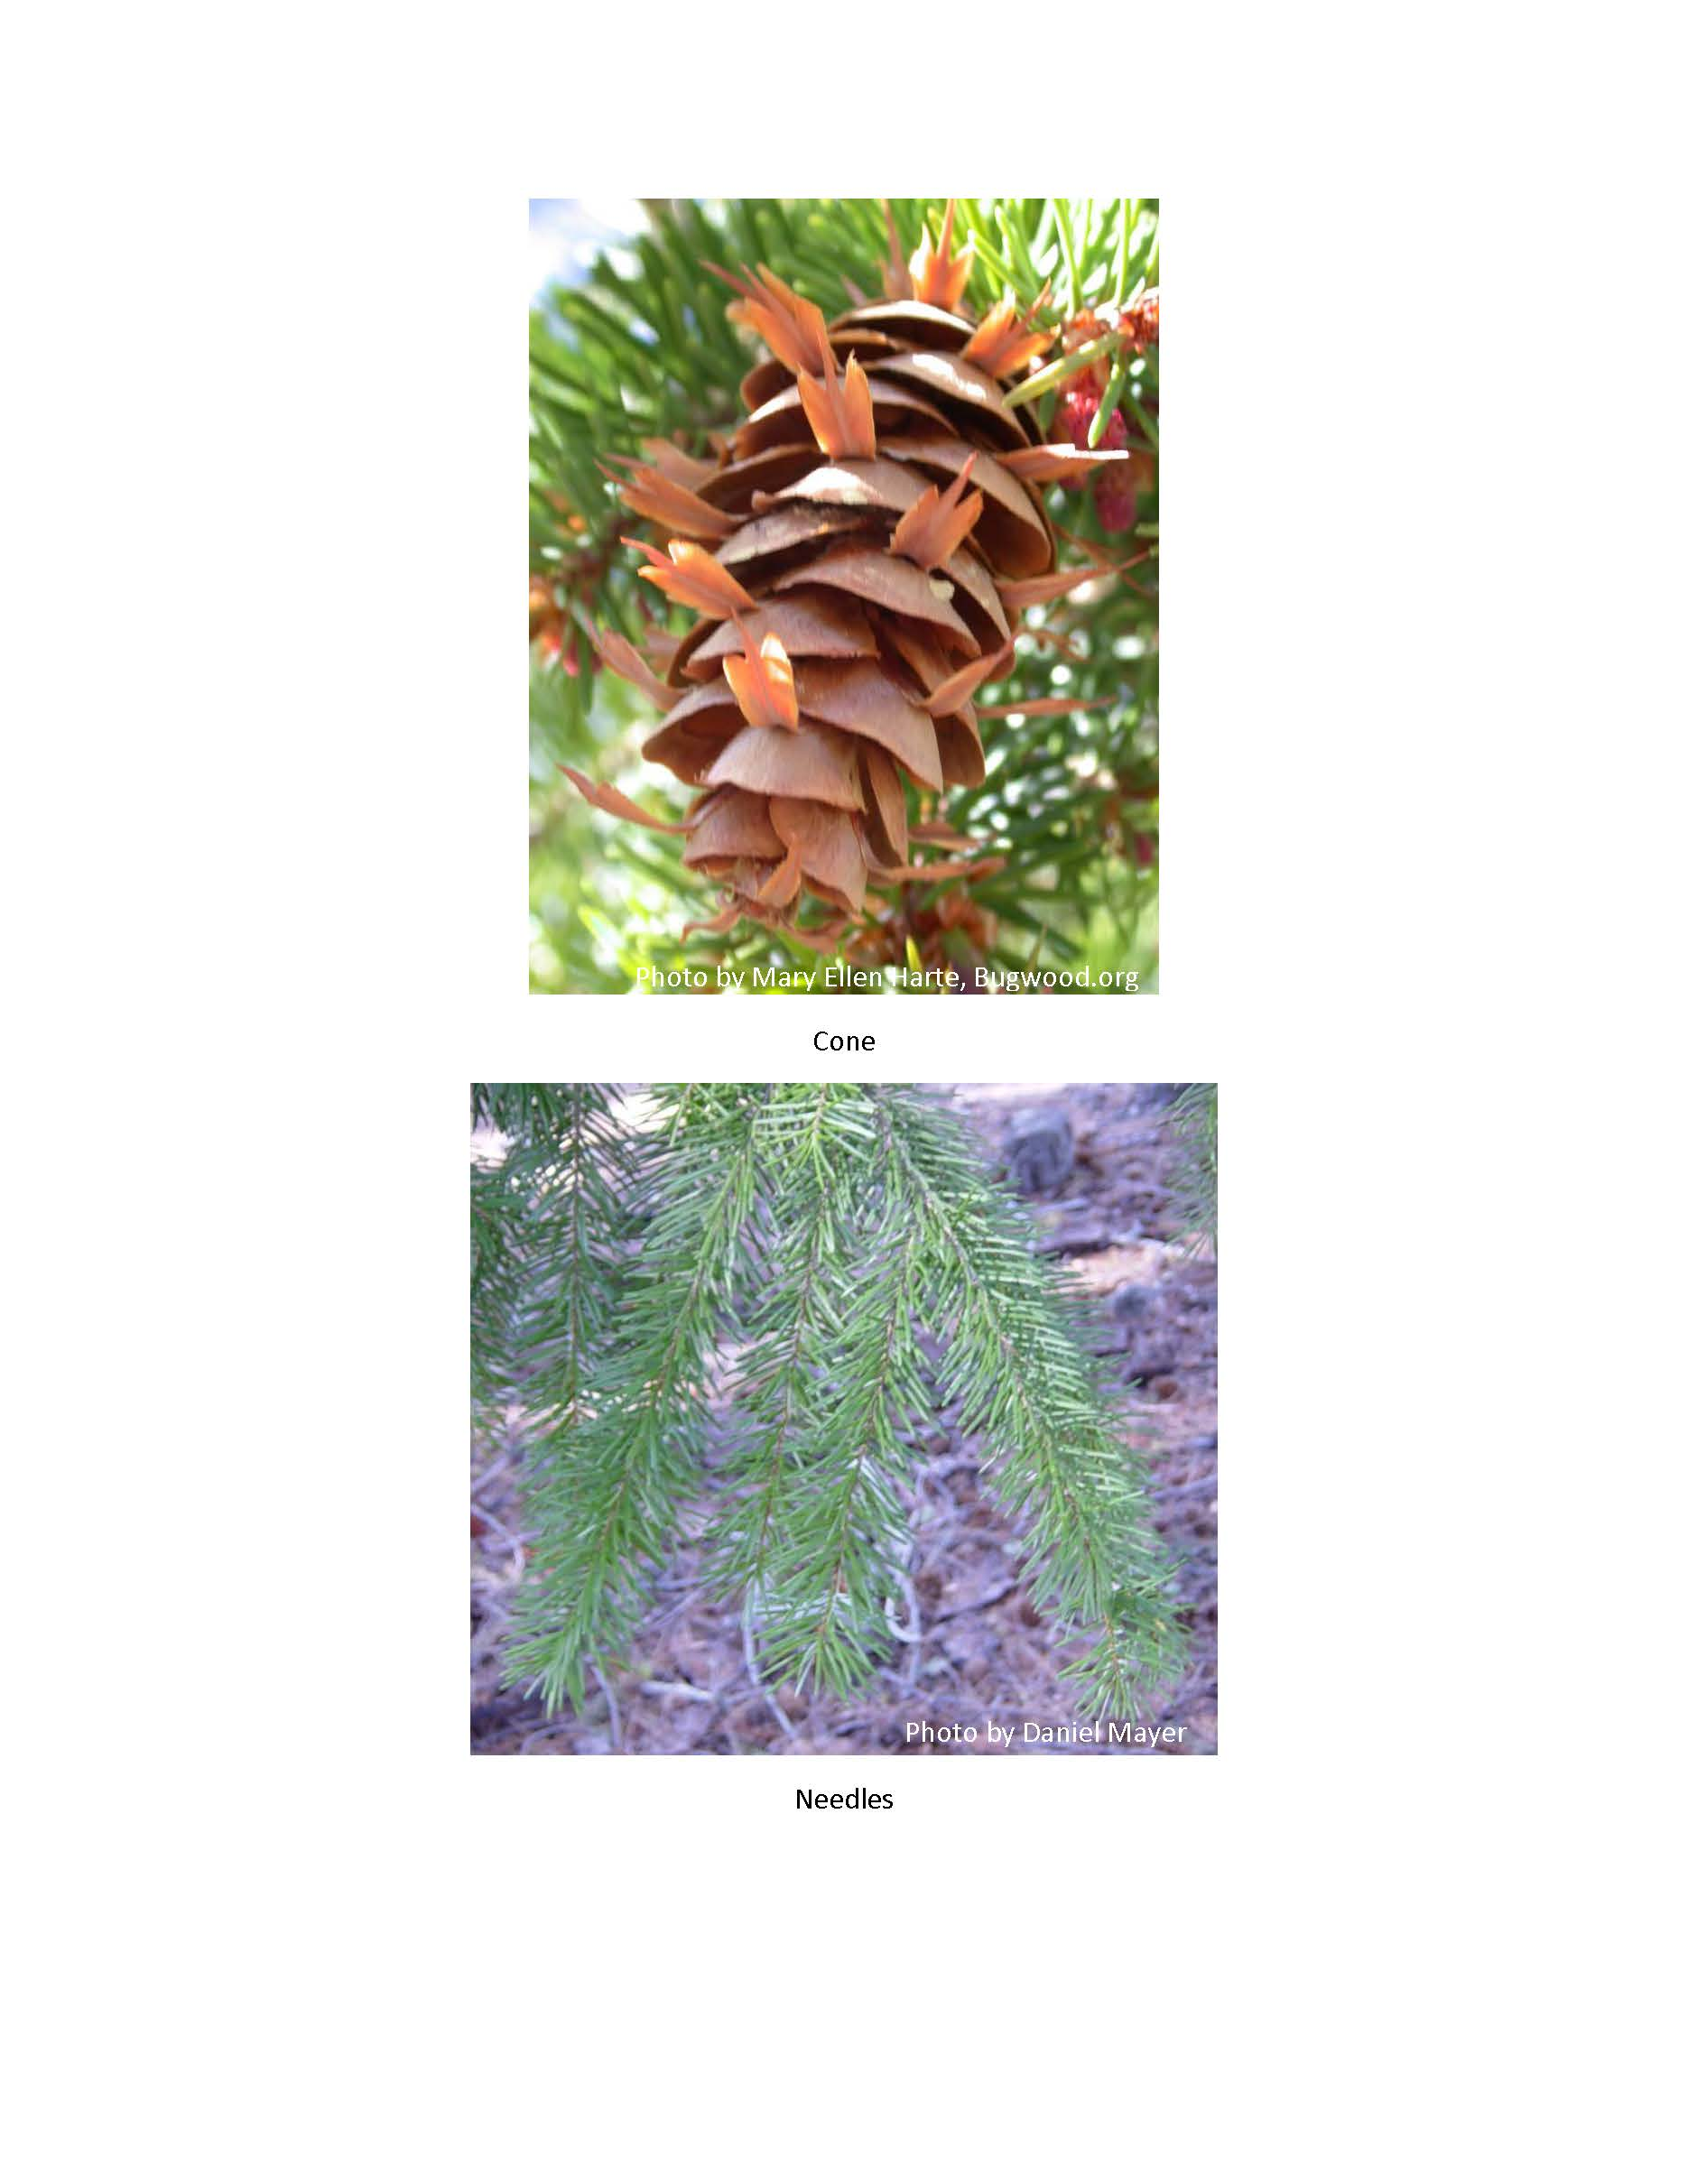 Photo by Mary Ellen Harte, Bugwood.org
Cone
Photo by Daniel Mayer
Needles